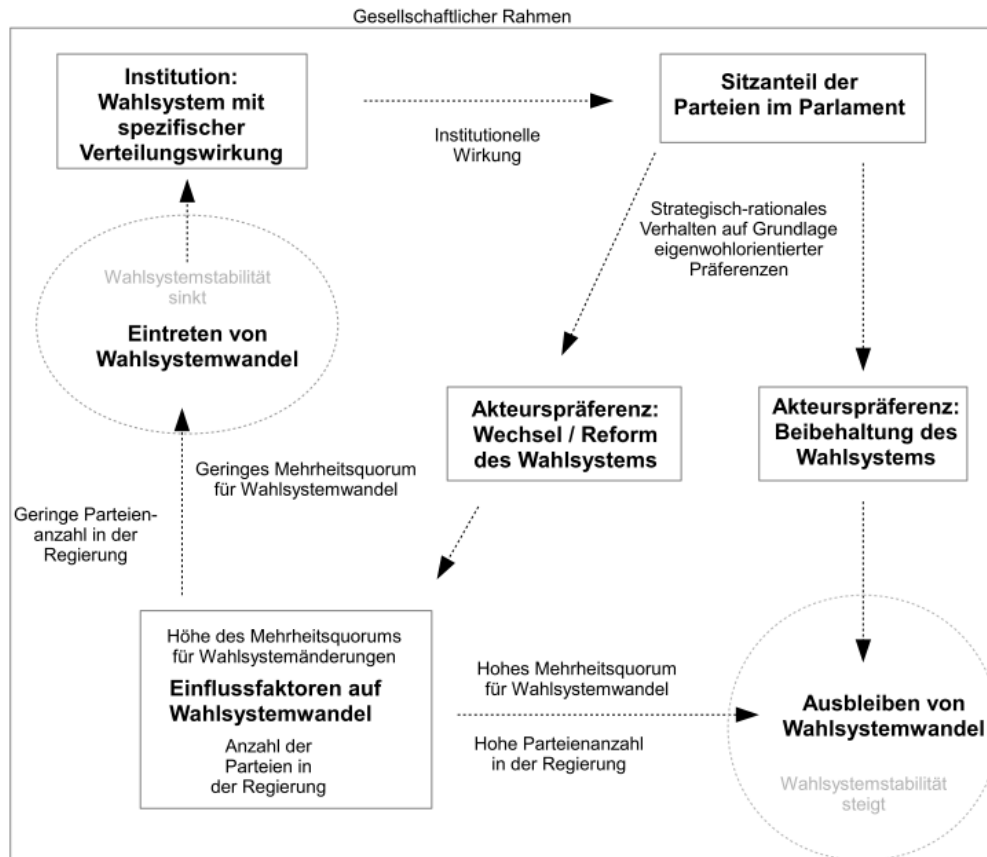 Gesellschaftlicher Rahmen
Institution:
Wahlsystem mit
spezifischer
Verteilungswirkung
Institutionelle
Wirkung
Sitzanteil der
Parteien im Parlament
Strategisch-rationales
Verhalten auf Grundlage
eigenwohlorientierter
Präferenzen
Wahlsystemstabilität
sinkt
Eintreten von
Wahlsystemwandel
Akteurspräferenz:
Wechsel / Reform
des Wahlsystems
Akteurspräferenz:
Beibehaltung des
Wahlsystems
Geringes Mehrheitsquorum
für Wahlsystemwandel
Geringe Parteien-
anzahl in der
Regierung
Höhe des Mehrheitsquorums
für Wahlsystemänderungen
Einflussfaktoren auf
Wahlsystemwandel
Anzahl der
Parteien in
der Regierung
Hohes Mehrheitsquorum
für Wahlsystemwandel
Hohe Parteienanzahl
in der Regierung
Ausbleiben von
Wahlsystemwandel
Wahlsystemstabilität
steigt